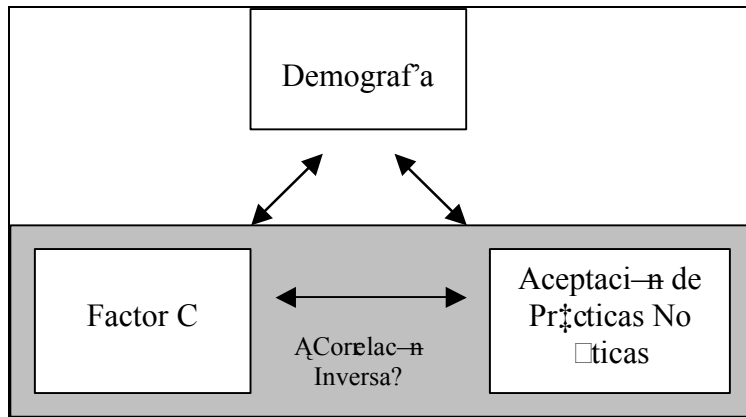 Demograf’a
Factor C
Aceptaci—n de
Pr‡cticas No
□ticas
ĄCorrelac—n
Inversa?